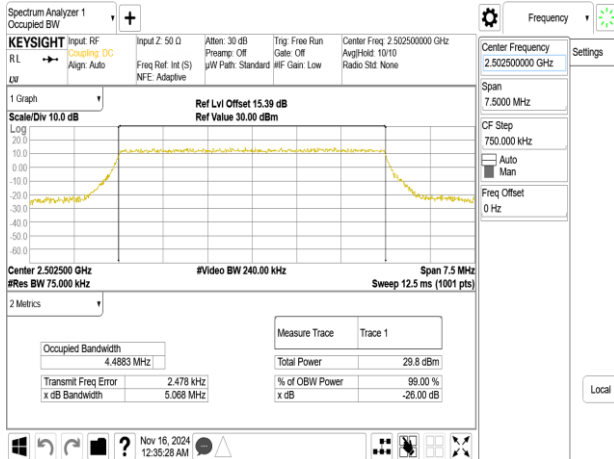 Spectrum Analyzer 1
Occupied BW
Frequency
KEYSIGHT
RL
LXI
Input: RF
Coupling: DC
Align: Auto
Input Z: 50 Ω
Freq Ref: Int (S)
NFE: Adaptive
Atten: 30 dB
Preamp: Off
µW Path: Standard
Trig: Free Run
Gate: Off
#IF Gain: Low
Center Freq: 2.502500000 GHz
Avg|Hold: 10/10
Radio Std: None
Center Frequency
2.502500000 GHz
Settings
Span
7.5000 MHz
CF Step
750.000 kHz
Auto
Man
Freq Offset
0 Hz
1 Graph
Scale/Div 10.0 dB
Ref Lvl Offset 15.39 dB
Ref Value 30.00 dBm
Log
20.0
10.0
0.00
-10.0
-20.0
-30.0
-40.0
-50.0
-60.0
Center 2.502500 GHz
#Res BW 75.000 kHz
#Video BW 240.00 kHz
Span 7.5 MHz
Sweep 12.5 ms (1001 pts)
2 Metrics
Measure Trace Trace 1
Occupied Bandwidth
4.4883 MHz
Total Power 29.8 dBm
Transmit Freq Error 2.478 kHz
% of OBW Power 99.00 %
x dB Bandwidth 5.068 MHz
x dB -26.00 dB
Local
?
Nov 16, 2024
12:35:28 AM